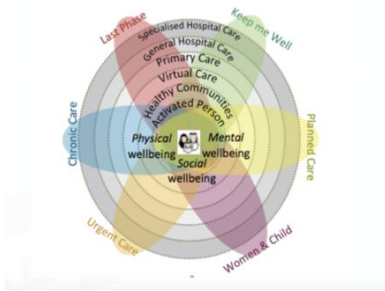 Last Phase
Keep me Well
Specialised Hospital Care
General Hospital Care
Primary Care
Virtual Care
Healthy Communities
Activated Person
Chronic Care
Physical
wellbeing
Mental
wellbeing
Social
wellbeing
Planned Care
Urgent Care
Women & Child